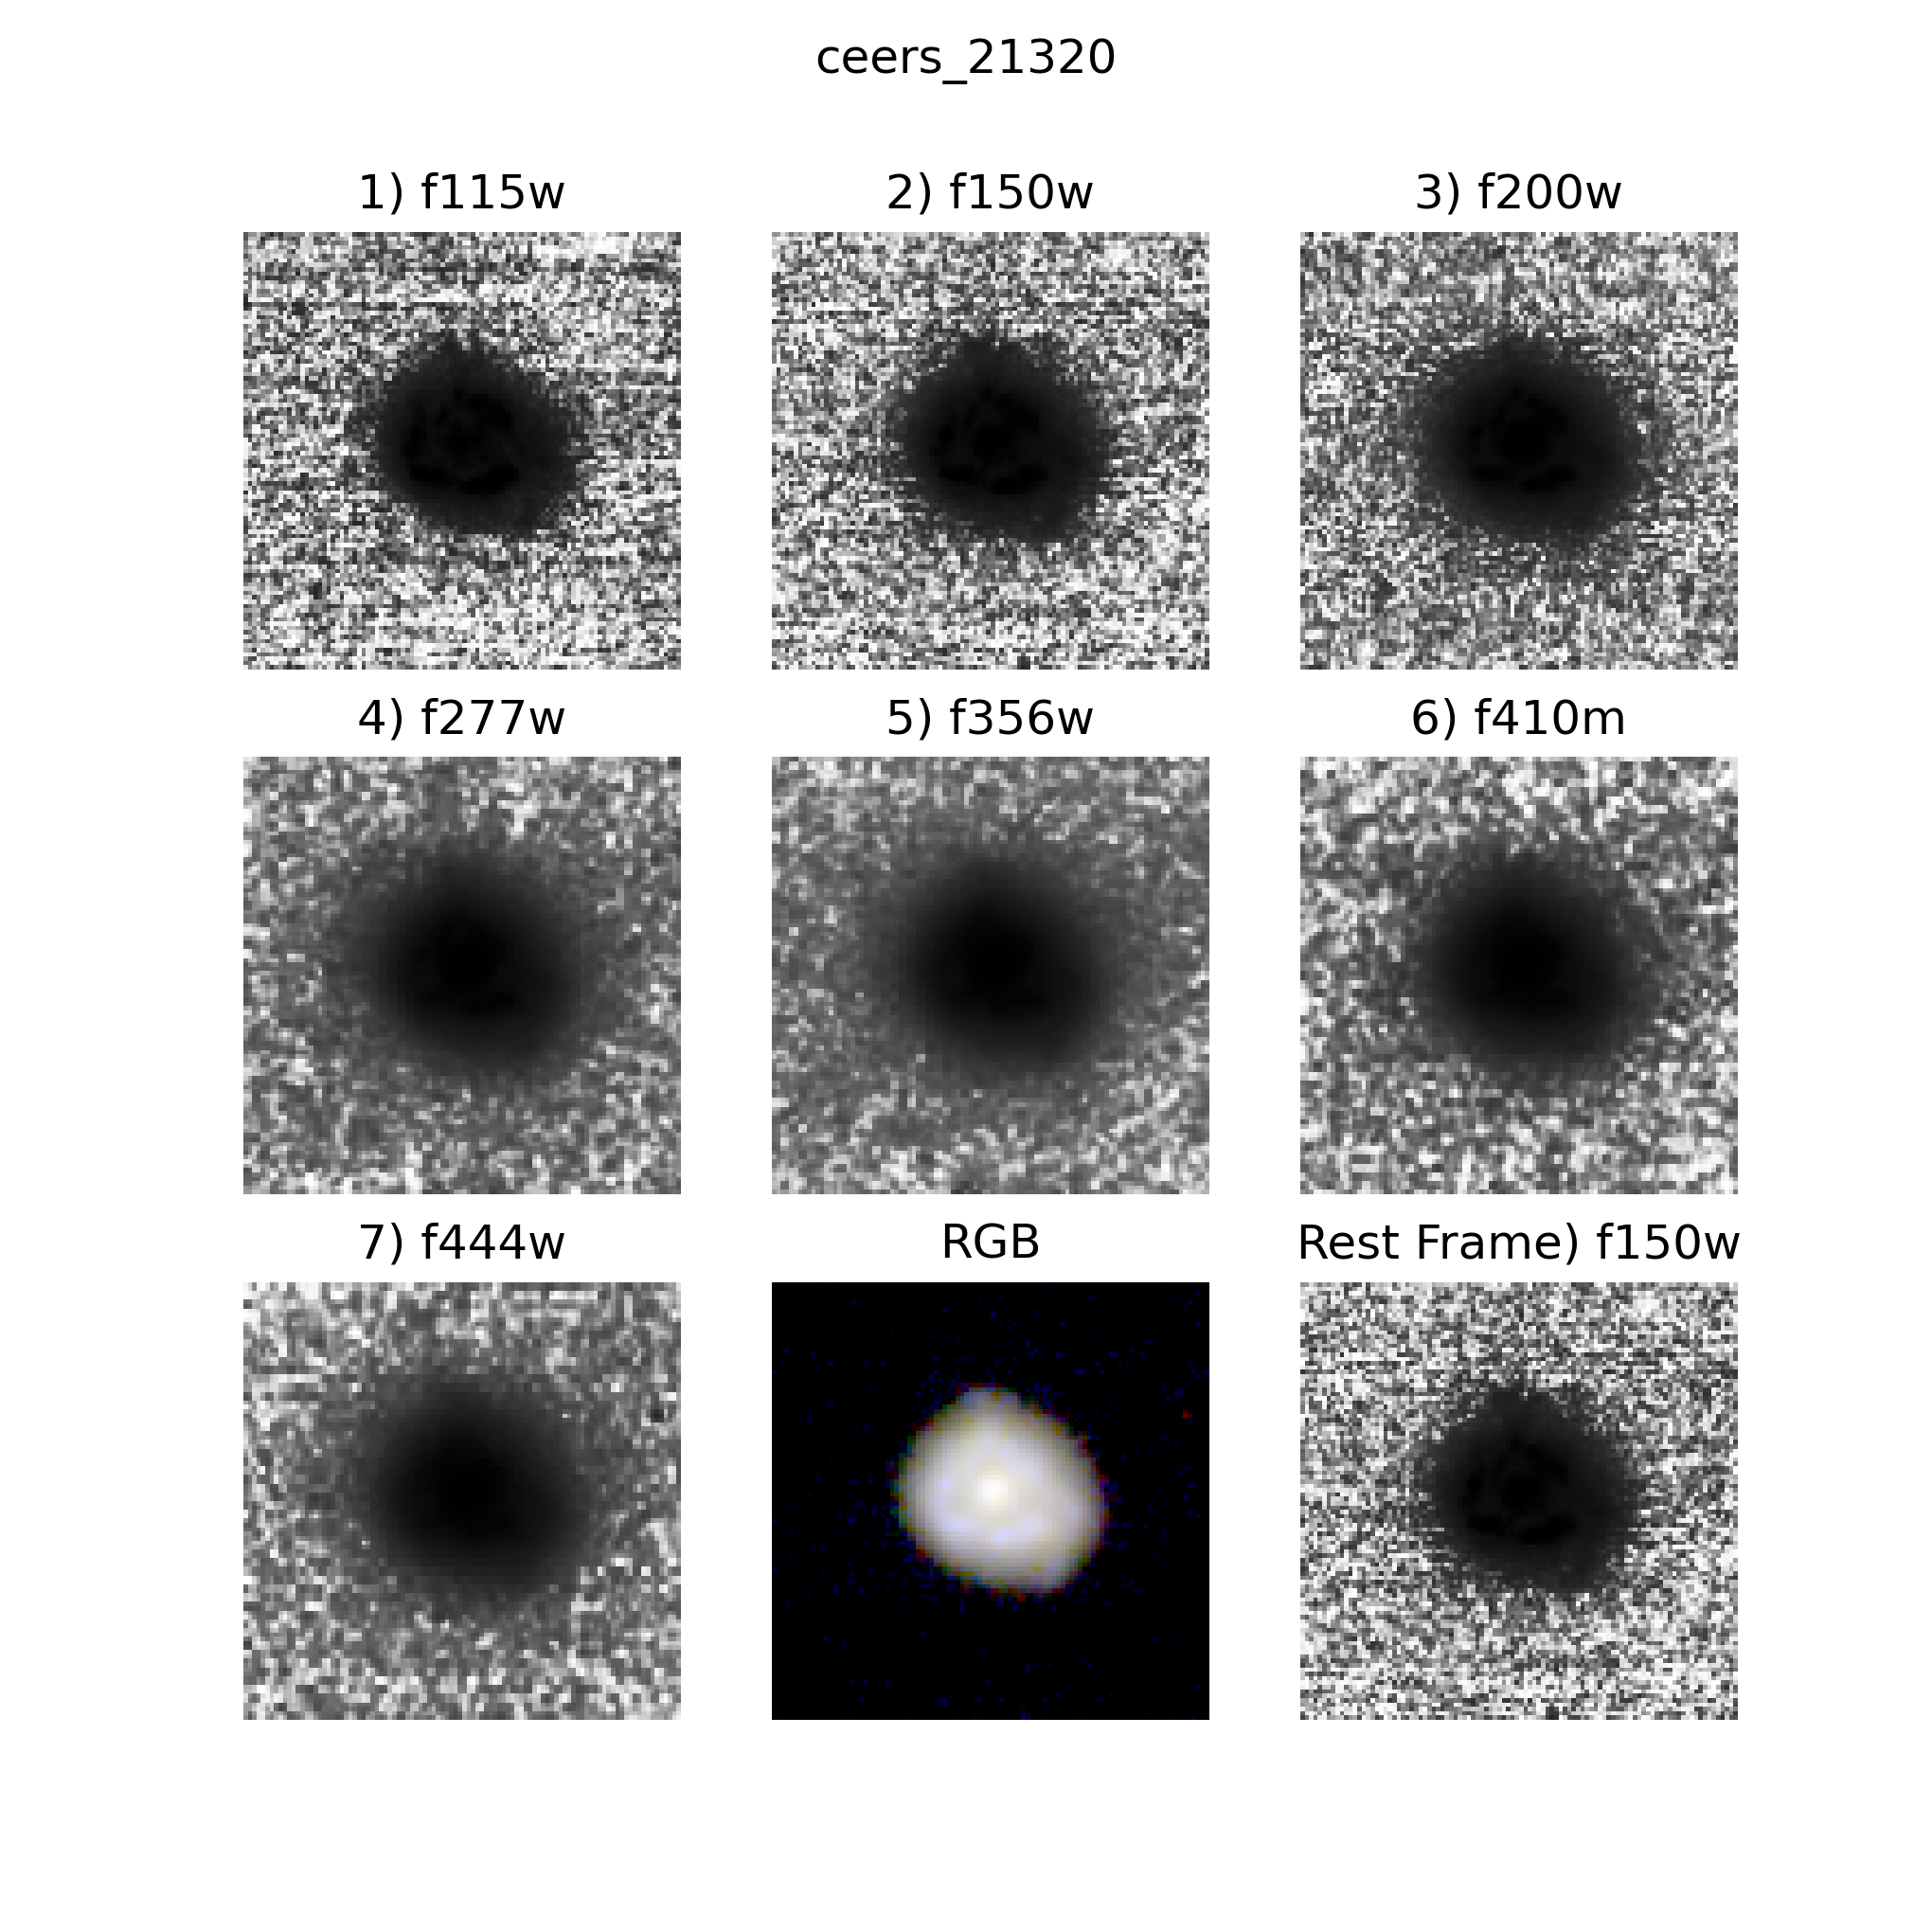 ceers_21320
1) f115w
2) f150w
3) f200w
4) f277w
5) f356w
6) f410m
7) f444w
RGB
Rest Frame) f150w